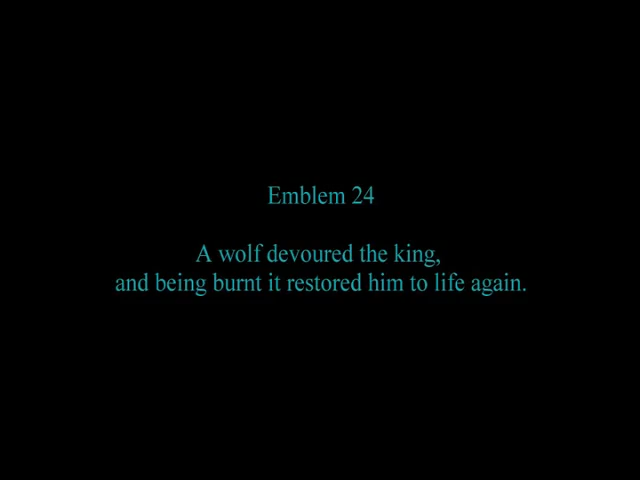 Emblem 24
A wolf devoured the king,
and being burnt it restored him to life again.